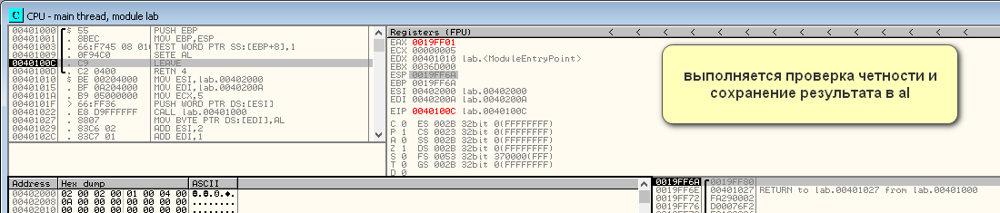 CPU - main thread, module lab
00401000 $ 55 PUSH EBP
00401001 . 8BEC MOV EBP,ESP
00401003 . 66:F745 08 010 TEST WORD PTR SS:[EBP+8],1
00401009 . 0F94C0 SETE AL
0040100C . C9 LEAVE
0040100D . C2 0400 RETN 4
00401010 $ BE 00204000 MOV ESI,lab.00402000
00401015 . BF 0A204000 MOV EDI,lab.0040200A
0040101A . B9 05000000 MOV ECX,5
0040101F > 66:FF36 PUSH WORD PTR DS:[ESI]
00401022 . E8 D9FFFFFF CALL lab.00401000
00401027 . 8807 MOV BYTE PTR DS:[EDI],AL
00401029 . 83C6 02 ADD ESI,2
0040102C . 83C7 01 ADD EDI,1
Registers (FPU) < < < < < < < < < < <
EAX 0019FF01
ECX 00000005
EDX 00401010 lab.<ModuleEntryPoint>
EBX 0036D000
ESP 0019FF6A
EBP 0019FF6A
ESI 00402000 lab.00402000
EDI 0040200A lab.0040200A
EIP 0040100C lab.0040100C
C 0 ES 002B 32bit 0(FFFFFFFF)
P 1 CS 0023 32bit 0(FFFFFFFF)
A 0 SS 002B 32bit 0(FFFFFFFF)
Z 1 DS 002B 32bit 0(FFFFFFFF)
S 0 FS 0053 32bit 370000(FFF)
T 0 GS 002B 32bit 0(FFFFFFFF)
D 0
выполняется проверка четности и
сохранение результата в al
Address Hex dump ASCII
00402000 02 00 02 00 01 00 04 00
00402008 0A 00 00 00 00 00 00 00 ........
00402010 00 00 00 00 00 00 00 00 ........
0019FF6A 0019FF80
0019FF6E 00401027 RETURN to lab.00401027 from lab.00401000
0019FF72 FA290002
0019FF76 D00076F2